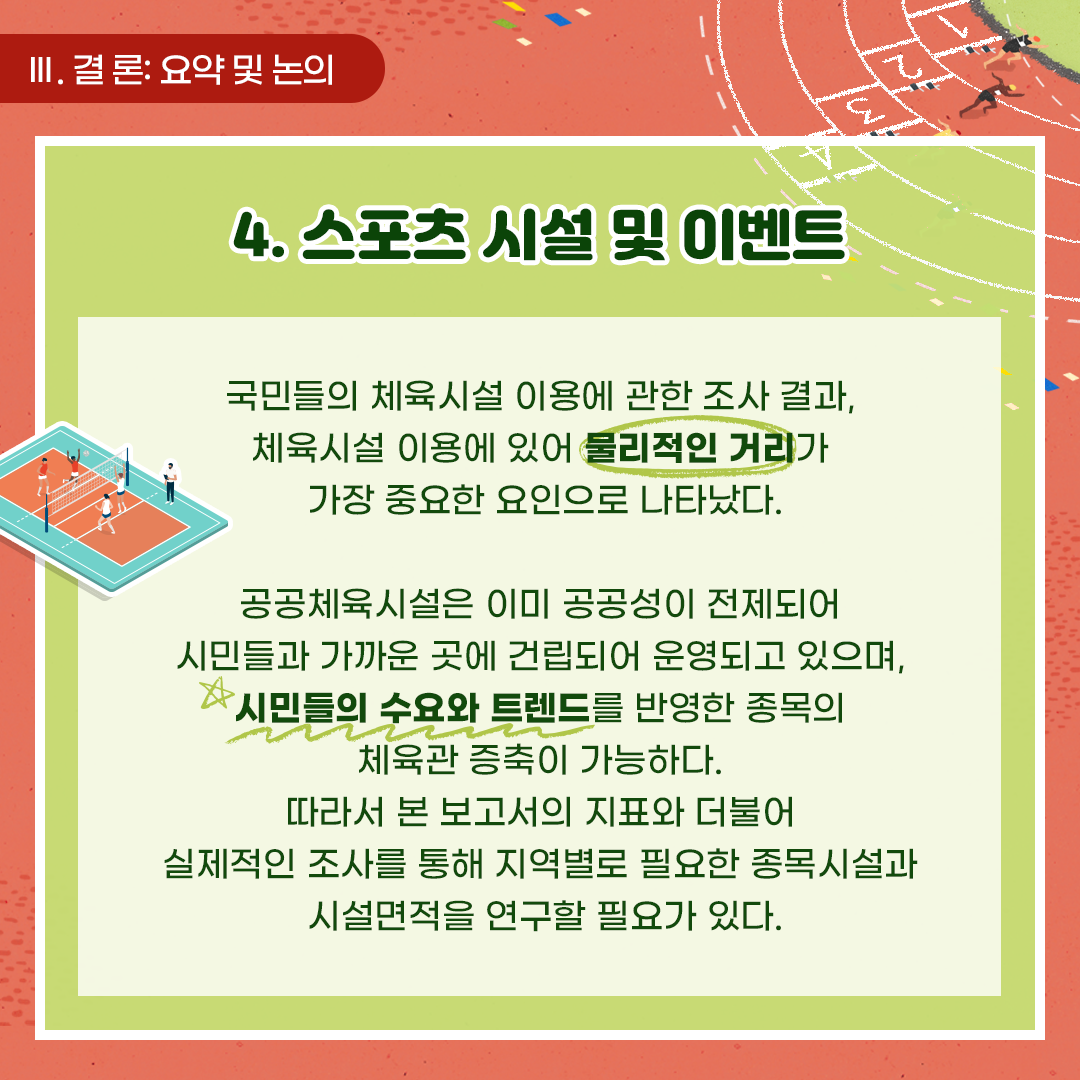 Ⅲ. 결 론: 요약 및 논의
1
2
3
4
4. 스포츠 시설 및 이벤트
국민들의 체육시설 이용에 관한 조사 결과,
체육시설 이용에 있어 물리적인 거리가
가장 중요한 요인으로 나타났다.
공공체육시설은 이미 공공성이 전제되어
시민들과 가까운 곳에 건립되어 운영되고 있으며,
시민들의 수요와 트렌드를 반영한 종목의
체육관 증축이 가능하다.
따라서 본 보고서의 지표와 더불어
실제적인 조사를 통해 지역별로 필요한 종목시설과
시설면적을 연구할 필요가 있다.